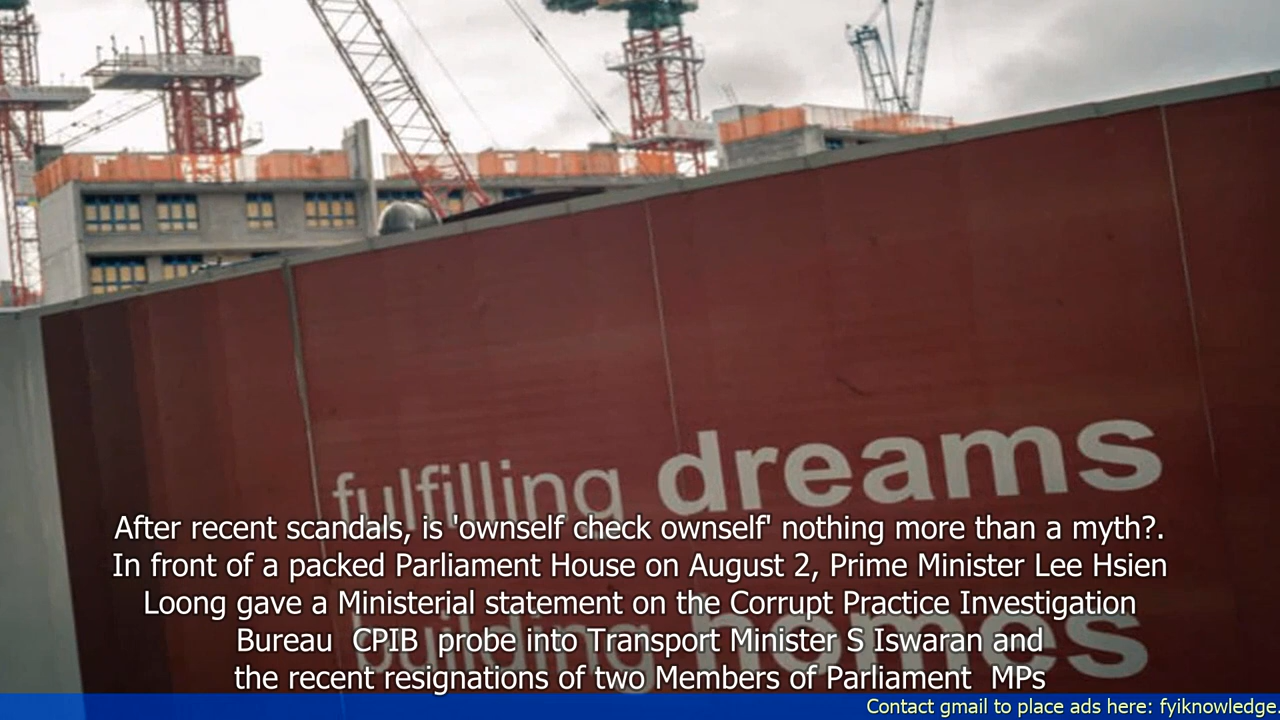 fulfilling dreams
building homes
After recent scandals, is 'ownself check ownself' nothing more than a myth?.
In front of a packed Parliament House on August 2, Prime Minister Lee Hsien
Loong gave a Ministerial statement on the Corrupt Practice Investigation
Bureau  CPIB  probe into Transport Minister S Iswaran and
the recent resignations of two Members of Parliament  MPs
Contact gmail to place ads here: fyiknowledge.